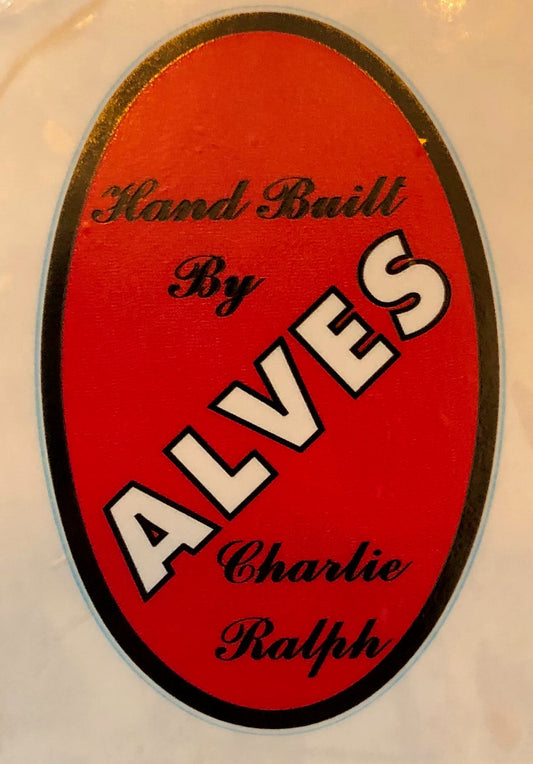 Hand Built
By
ALVES
Charlie
Ralph